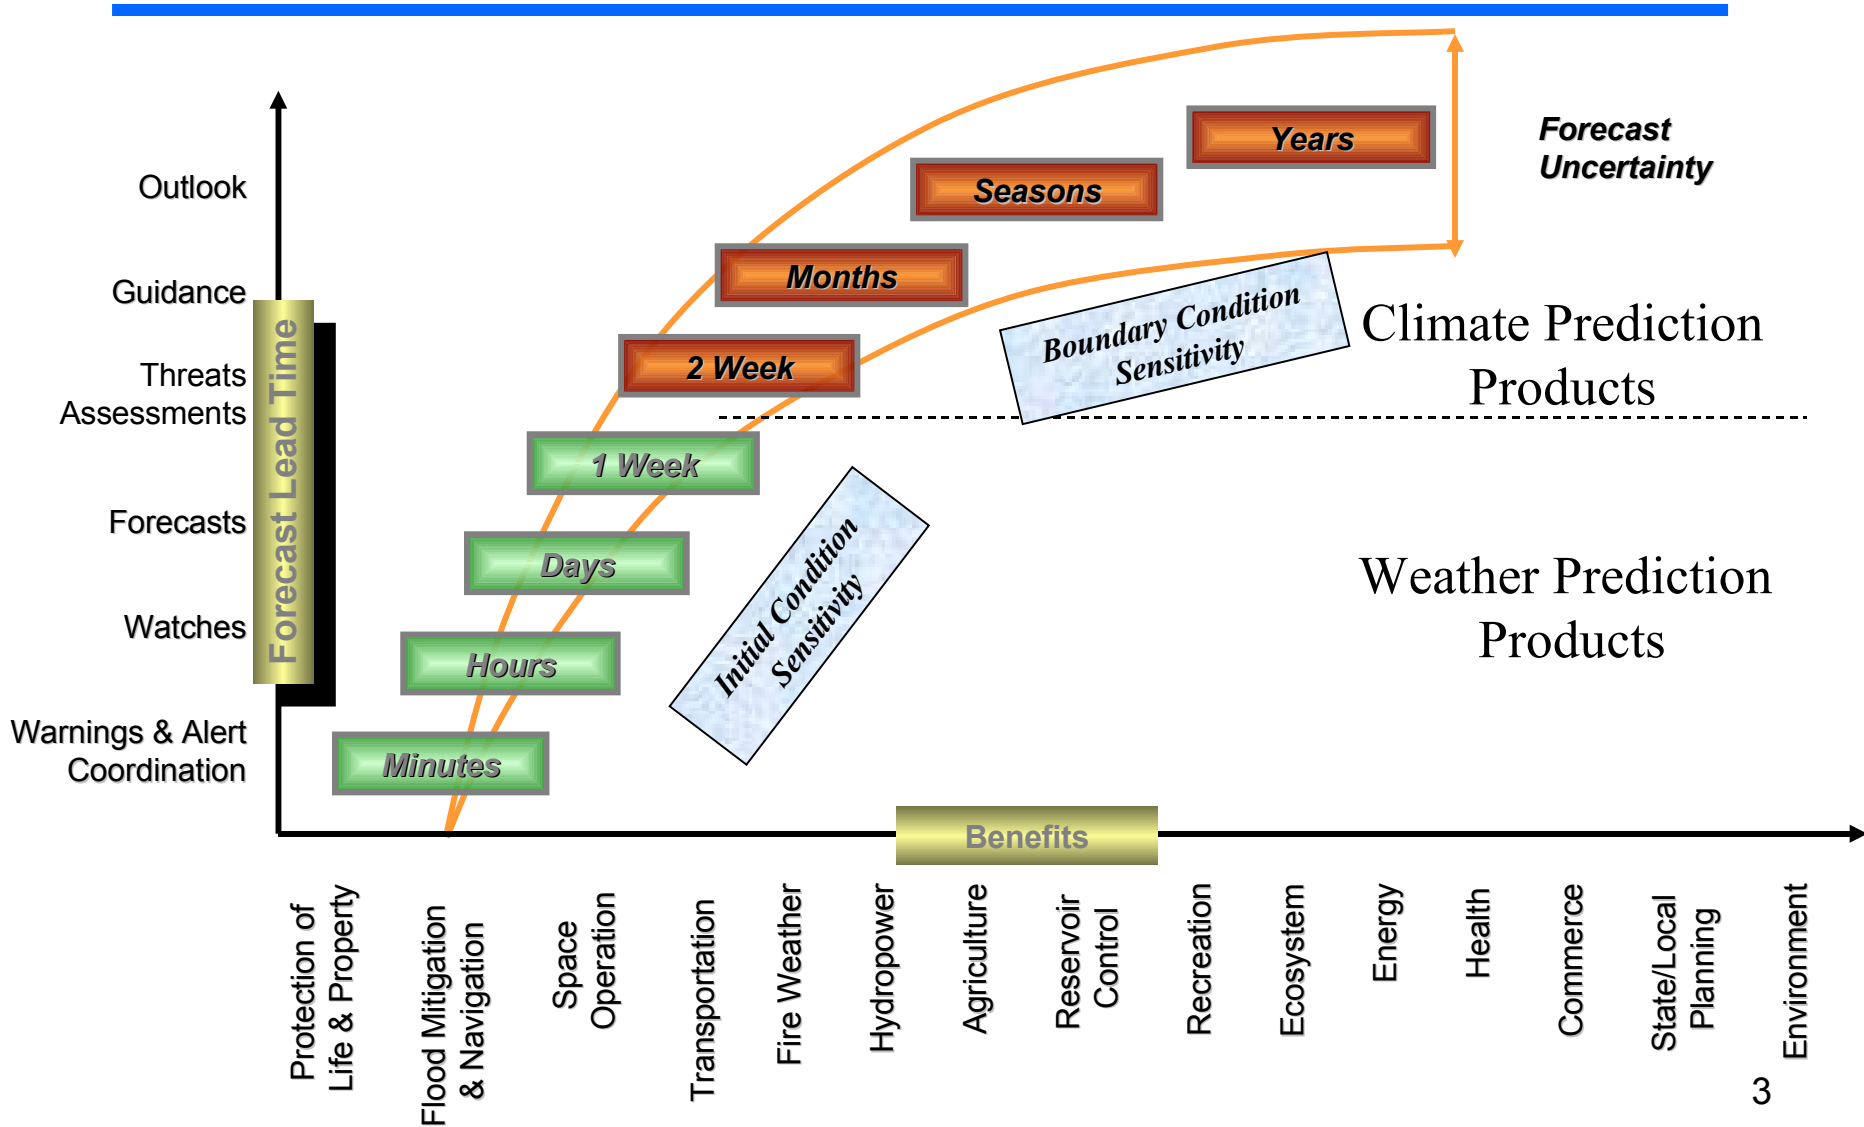 Years
Forecast
Uncertainty
Outlook
Seasons
Guidance
Months
Boundary Condition
Sensitivity
Climate Prediction
Products
Threats
Assessments
2 Week
Forecast Lead Time
1 Week
Forecasts
Days
Initial Condition
Sensitivity
Weather Prediction
Products
Watches
Hours
Warnings & Alert
Coordination
Minutes
Benefits
Protection of
Life & Property
Flood Mitigation
& Navigation
Space
Operation
Transportation
Fire Weather
Hydropower
Agriculture
Reservoir
Control
Recreation
Ecosystem
Energy
Health
Commerce
State/Local
Planning
Environment
3